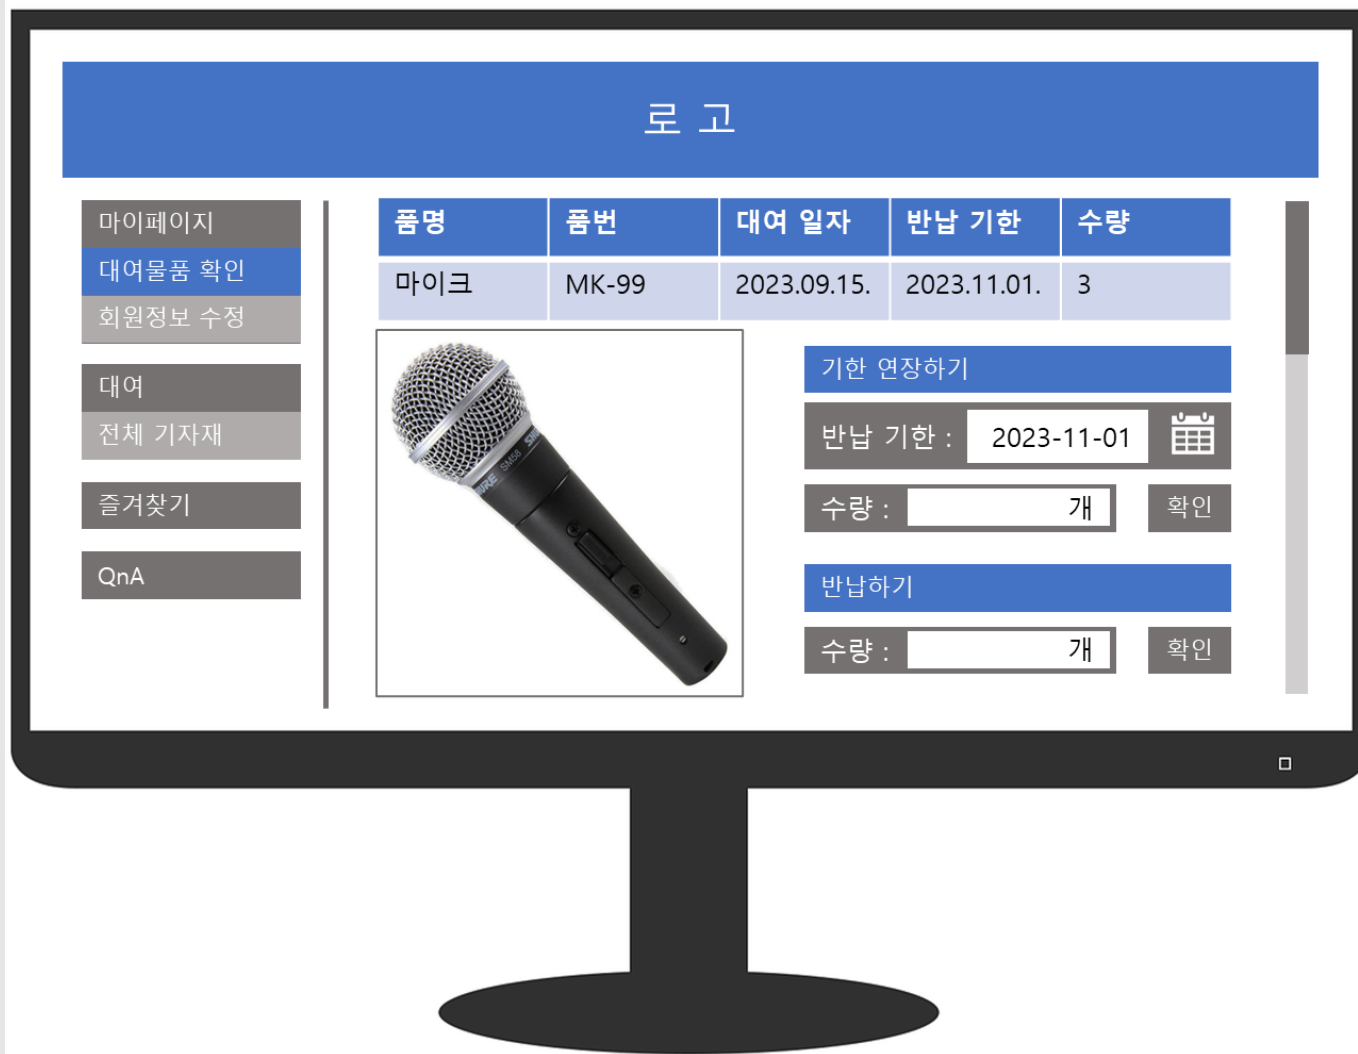 로 고
마이페이지
대여물품 확인
회원정보 수정
대여
전체 기자재
즐겨찾기
QnA
품명 품번 대여 일자 반납 기한 수량
마이크 MK-99 2023.09.15. 2023.11.01. 3
SM58
기한 연장하기
반납 기한 : 2023-11-01
수량 : 개 확인
반납하기
수량 : 개 확인